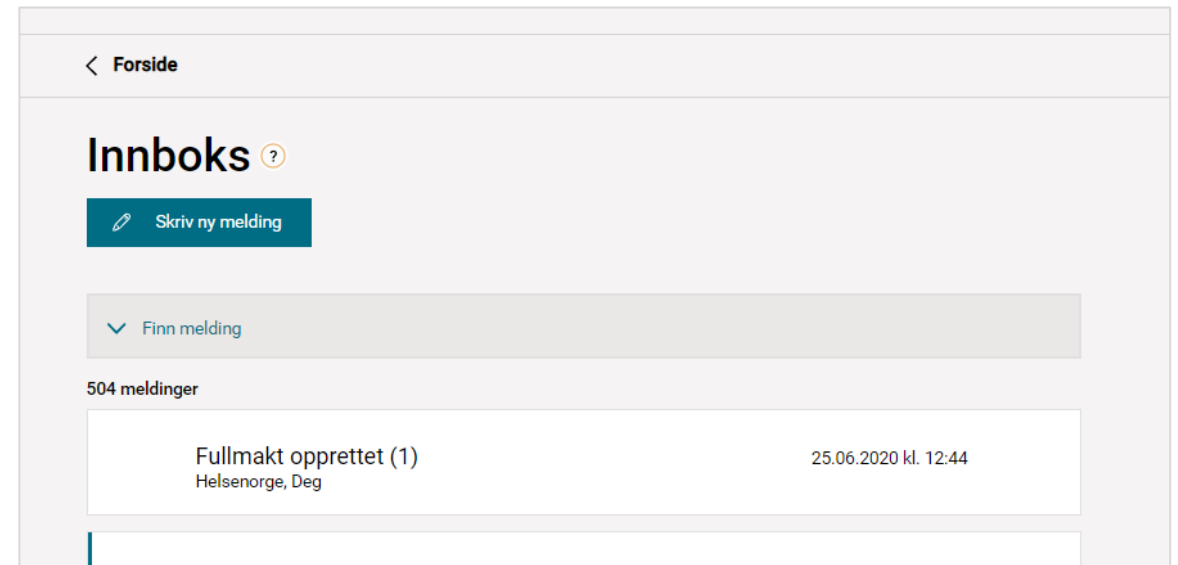 Forside
Innboks ?
Skriv ny melding
Finn melding
504 meldinger
Fullmakt opprettet (1) 25.06.2020 kl. 12:44
Helsenorge, Deg